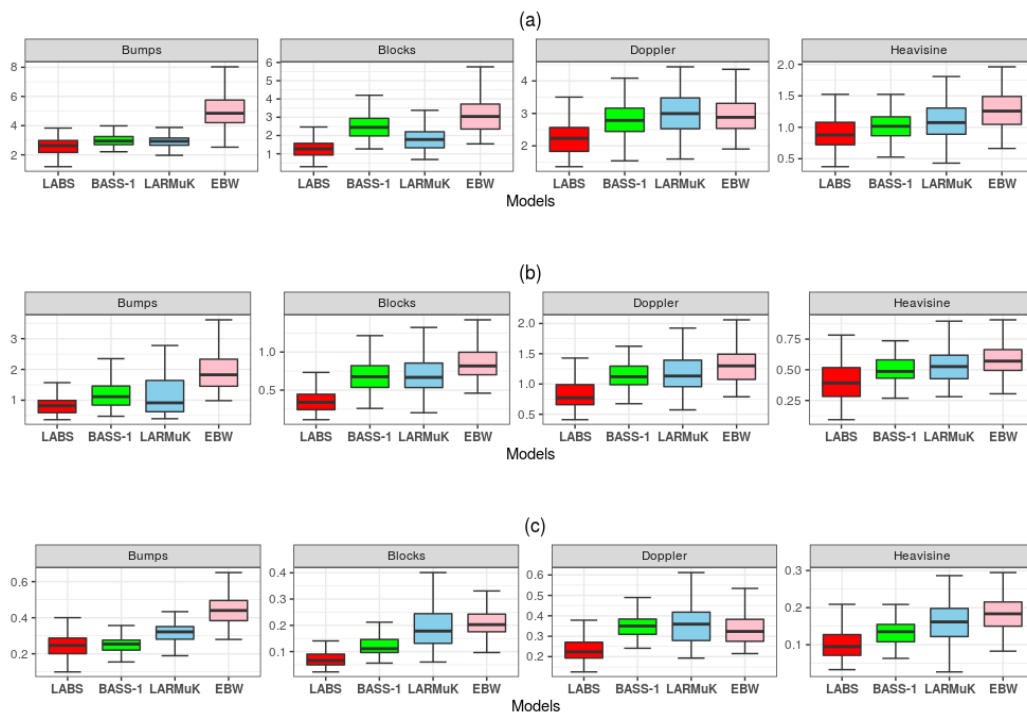 (a)
Bumps
Blocks
Doppler
Heavisine
8
6
4
2
6
5
4
3
2
1
4
3
2
2.0
1.5
1.0
0.5
LABS BASS-1 LARMuK EBW
LABS BASS-1 LARMuK EBW
LABS BASS-1 LARMuK EBW
LABS BASS-1 LARMuK EBW
Models
(b)
Bumps
Blocks
Doppler
Heavisine
3
2
1
1.0
0.5
2.0
1.5
1.0
0.5
0.75
0.50
0.25
LABS BASS-1 LARMuK EBW
LABS BASS-1 LARMuK EBW
LABS BASS-1 LARMuK EBW
LABS BASS-1 LARMuK EBW
Models
(c)
Bumps
Blocks
Doppler
Heavisine
0.6
0.4
0.2
0.4
0.3
0.2
0.1
0.6
0.5
0.4
0.3
0.2
0.3
0.2
0.1
LABS BASS-1 LARMuK EBW
LABS BASS-1 LARMuK EBW
LABS BASS-1 LARMuK EBW
LABS BASS-1 LARMuK EBW
Models